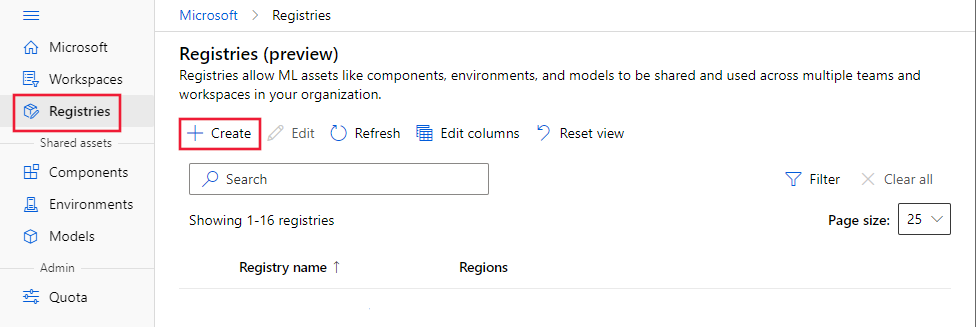 Microsoft > Registries
Microsoft
Workspaces
Registries
Shared assets
Components
Environments
Models
Admin
Quota
Registries (preview)
Registries allow ML assets like components, environments, and models to be shared and used across multiple teams and
workspaces in your organization.
+ Create Edit Refresh Edit columns Reset view
Search
Filter Clear all
Showing 1-16 registries
Page size: 25
Registry name ↑ Regions